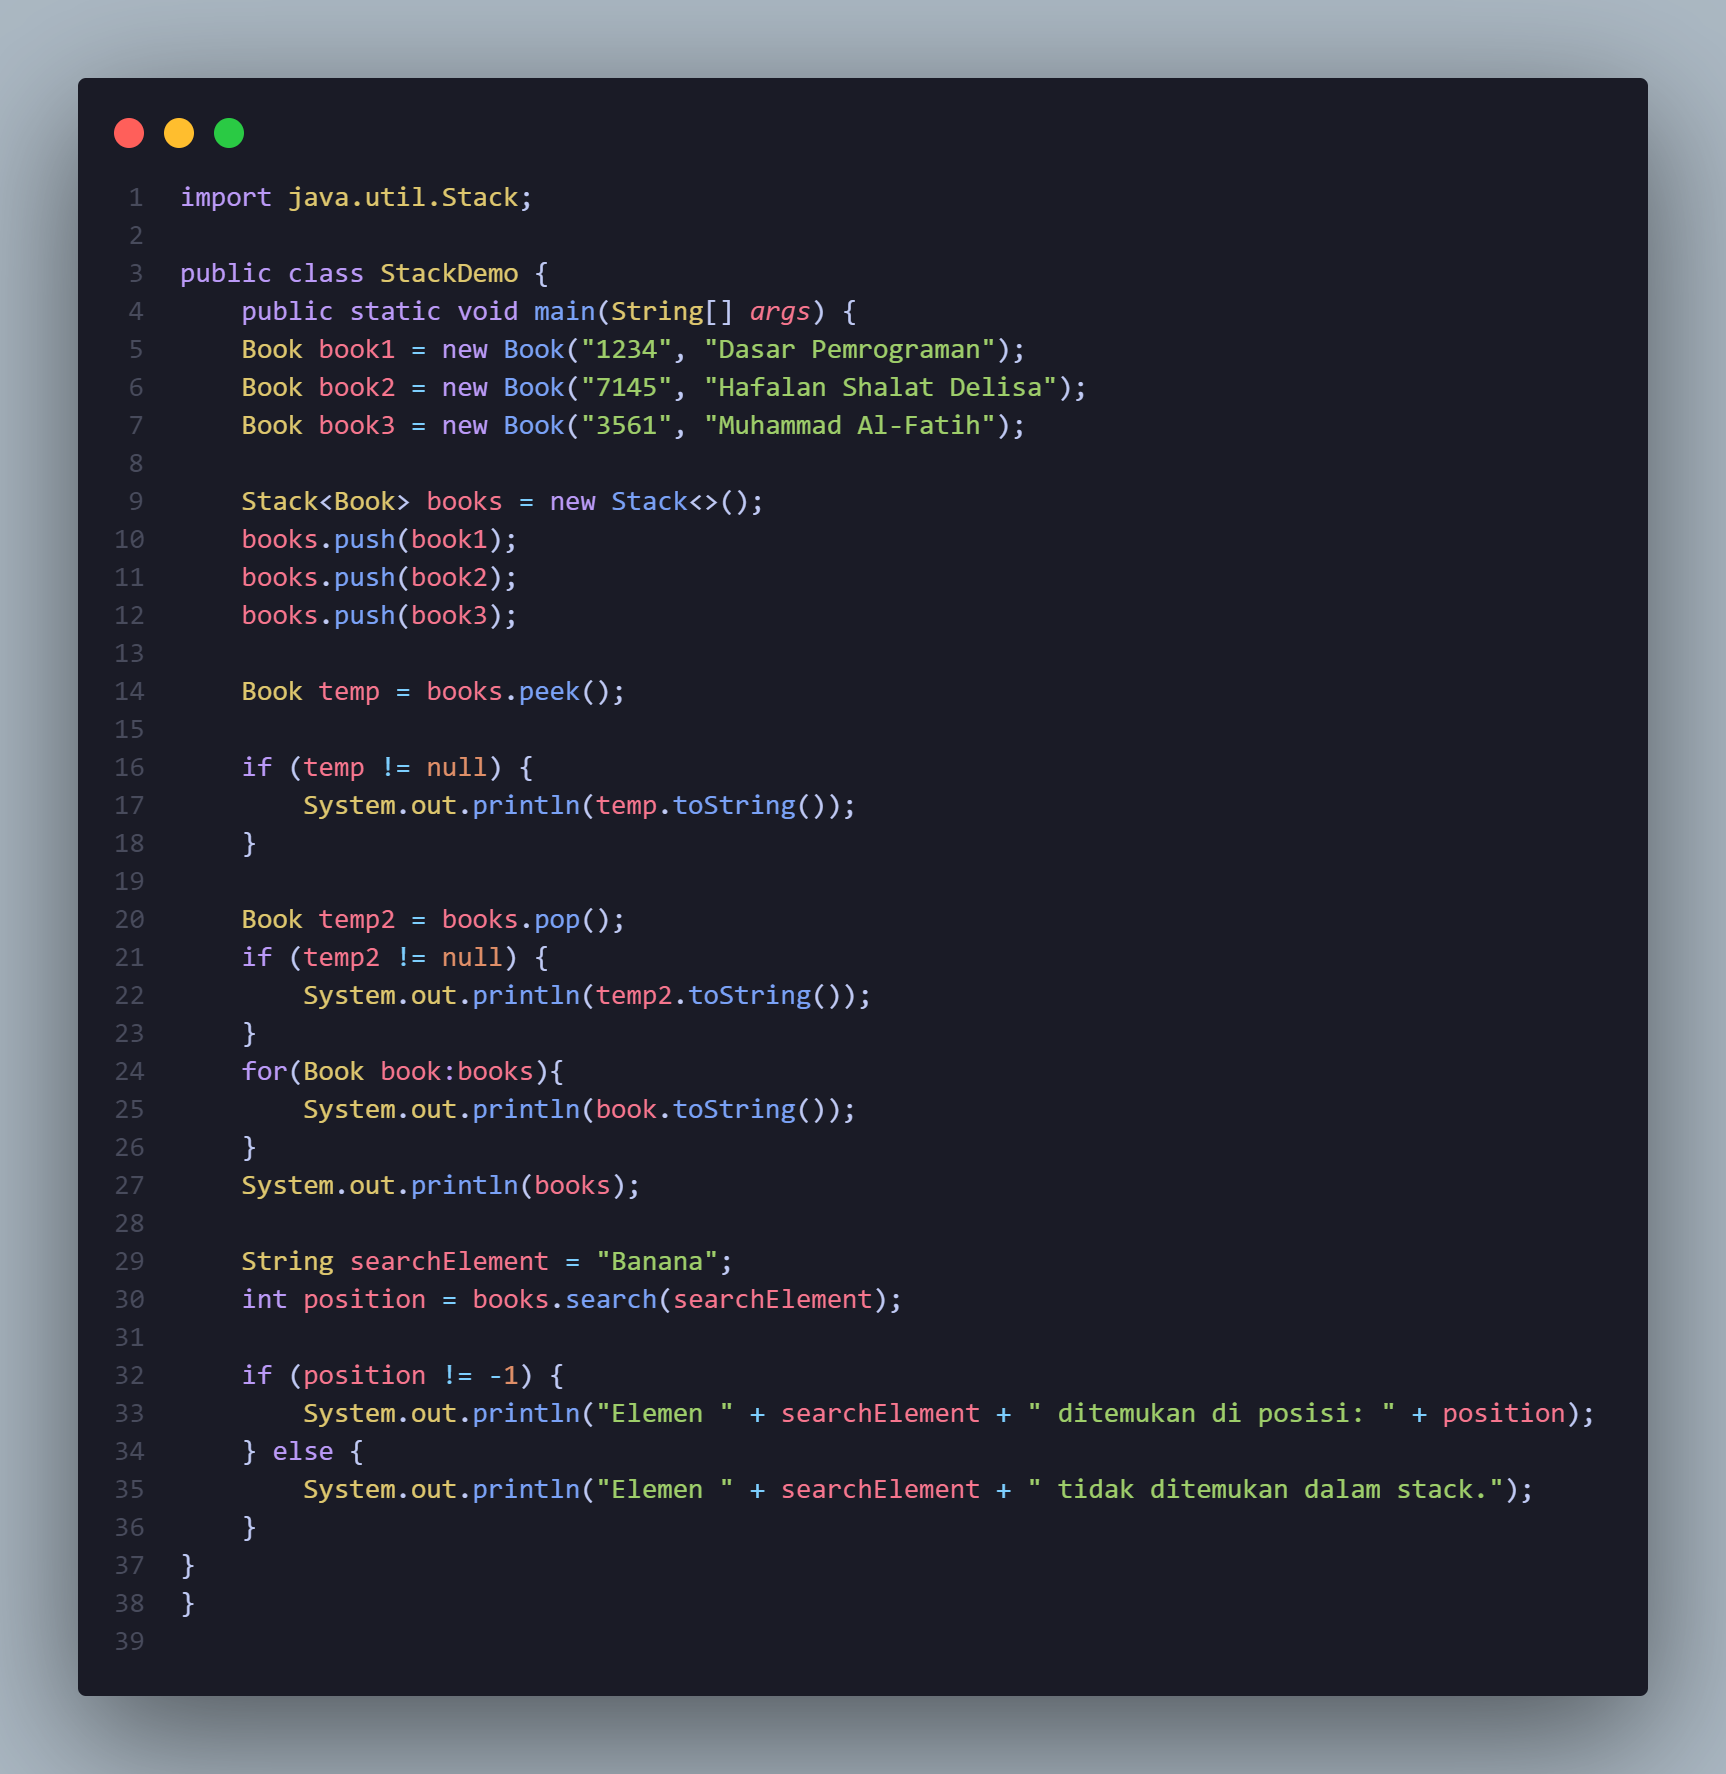 1 import java.util.Stack;
2
3 public class StackDemo {
4     public static void main(String[] args) {
5     Book book1 = new Book("1234", "Dasar Pemrograman");
6     Book book2 = new Book("7145", "Hafalan Shalat Delisa");
7     Book book3 = new Book("3561", "Muhammad Al-Fatih");
8
9     Stack<Book> books = new Stack<>();
10     books.push(book1);
11     books.push(book2);
12     books.push(book3);
13
14     Book temp = books.peek();
15
16     if (temp != null) {
17         System.out.println(temp.toString());
18     }
19
20     Book temp2 = books.pop();
21     if (temp2 != null) {
22         System.out.println(temp2.toString());
23     }
24     for(Book book:books){
25         System.out.println(book.toString());
26     }
27     System.out.println(books);
28
29     String searchElement = "Banana";
30     int position = books.search(searchElement);
31
32     if (position != -1) {
33         System.out.println("Elemen " + searchElement + " ditemukan di posisi: " + position);
34     } else {
35         System.out.println("Elemen " + searchElement + " tidak ditemukan dalam stack.");
36     }
37 }
38 }
39